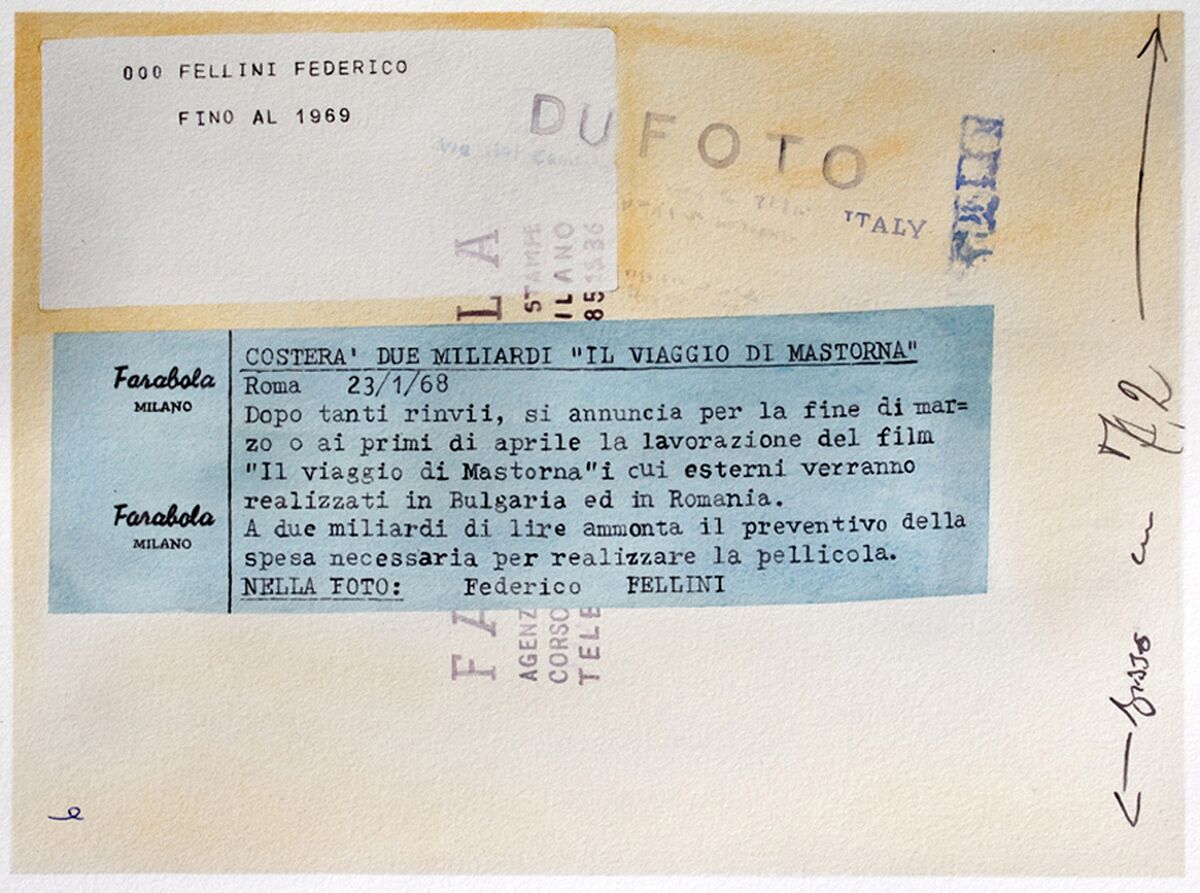 000 FELLINI FEDERICO
FINO AL 1969
DUFOTO
ITALY
Farabola
MILANO
Farabola
MILANO
COSTERA' DUE MILIARDI "IL VIAGGIO DI MASTORNA"
Roma 23/1/68
Dopo tanti rinvii, si annuncia per la fine di mar=
zo o ai primi di aprile la lavorazione del film
"Il viaggio di Mastorna"i cui esterni verranno
realizzati in Bulgaria ed in Romania.
A due miliardi di lire ammonta il preventivo della
spesa necessaria per realizzare la pellicola.
NELLA FOTO: Federico FELLINI
FA LA
AGENZ STAMPE
CORSO ILANO
TELE
cm